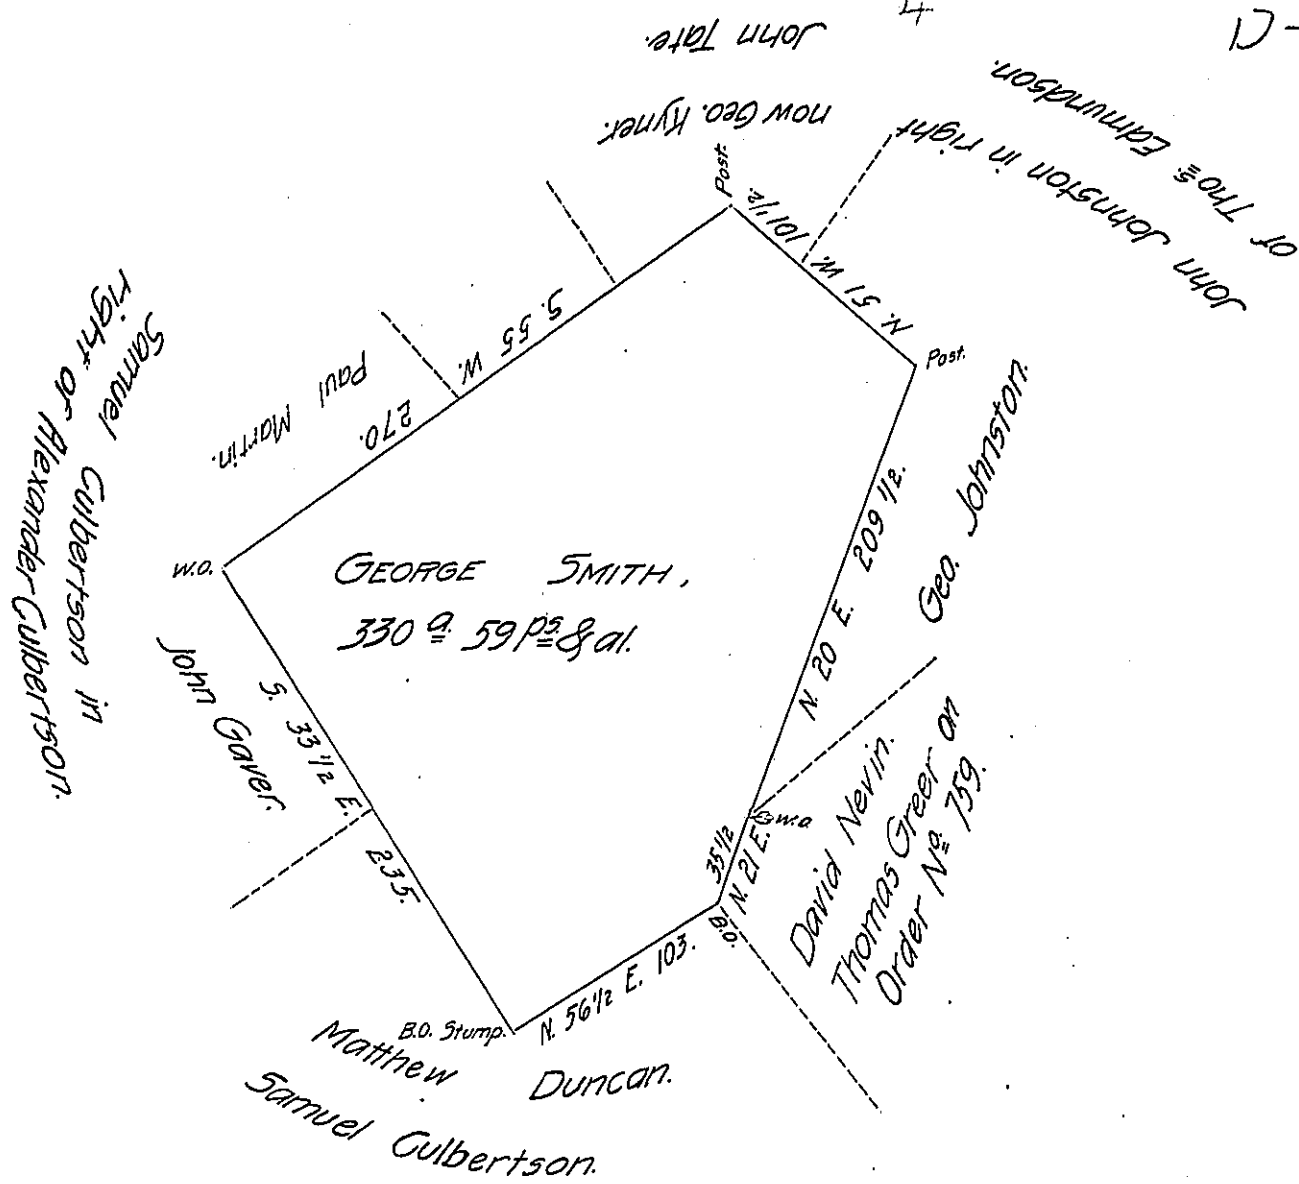 4
-C1
John Tate.
now Geo. Kyner.
John Johnston in right
of Thos Edmundson.
Post.
N. 51 W. 101 1/2.
Post.
S. 55 W. 270.
Paul Martin.
Samuel Culbertson in
right of Alexander Culbertson.
W.O.
GEORGE SMITH,
330 a. 59 ps & al.
N. 20 E. 209 1/2.
Geo. Johnston.
John Gaver.
S. 33 1/2 E. 235.
w.a
N. 21 E. 35 1/2
B.O.
David Nevin.
Thomas Greer on
Order No 759.
N. 56 1/2 E. 103.
B.O. Stump.
Matthew Duncan.
Samuel Culbertson.